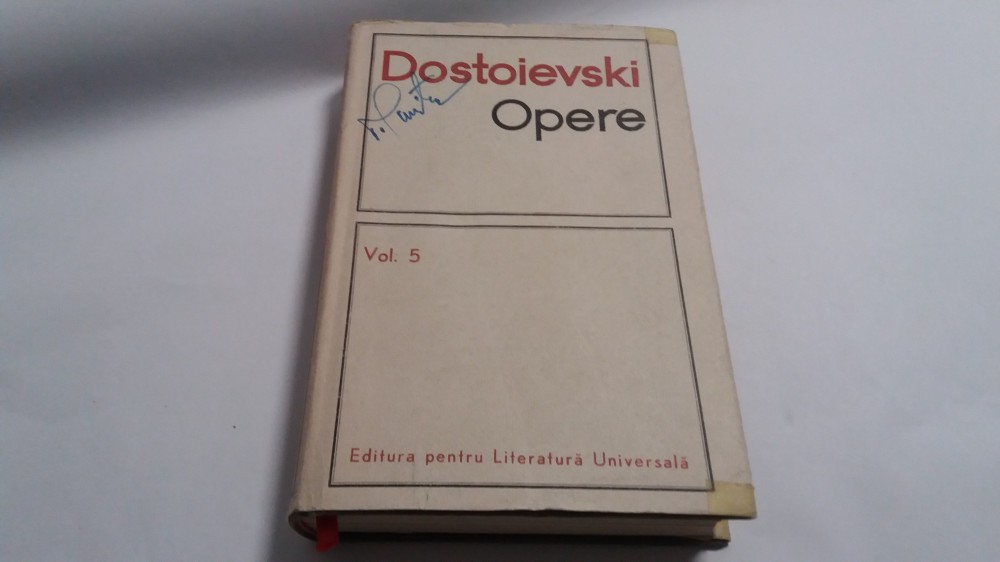 Dostoievski
Opere
Vol. 5
Editura pentru Literatură Universală